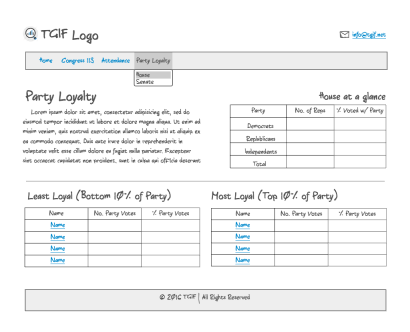 TGIF Logo
info@tgif.net
Home Congress 113 Attendance Party Loyalty
House
Senate
Party Loyalty
House at a glance
Lorem ipsum dolor sit amet, consectetur adipisicing elit, sed do
eiusmod tempor incididunt ut labore et dolore magna aliqua. Ut enim ad
minim veniam, quis nostrud exercitation ullamco laboris nisi ut aliquip ex
ea commodo consequat. Duis aute irure dolor in reprehenderit in
voluptate velit esse cillum dolore eu fugiat nulla pariatur. Excepteur
sint occaecat cupidatat non proident, sunt in culpa qui officia deserunt
Party No. of Reps % Voted w/ Party
Democrats
Republicans
Independents
Total
Least Loyal (Bottom 10% of Party)
Name No. Party Votes % Party Votes
Name
Name
Name
Name
Most Loyal (Top 10% of Party)
Name No. Party Votes % Party Votes
Name
Name
Name
Name
© 2016 TGIF | All Rights Reserved